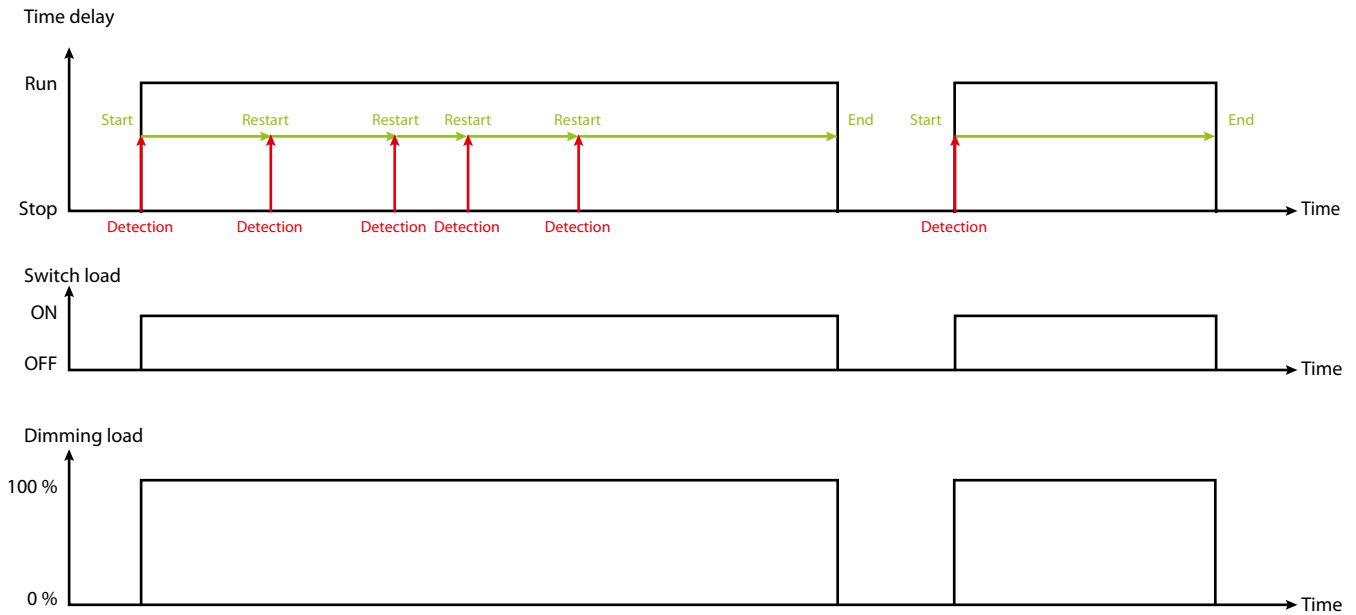 Time delay
Run
Start Restart Restart Restart Restart End Start End
Stop Time
Detection Detection Detection Detection Detection Detection
Switch load
ON
OFF Time
Dimming load
100 %
0 % Time